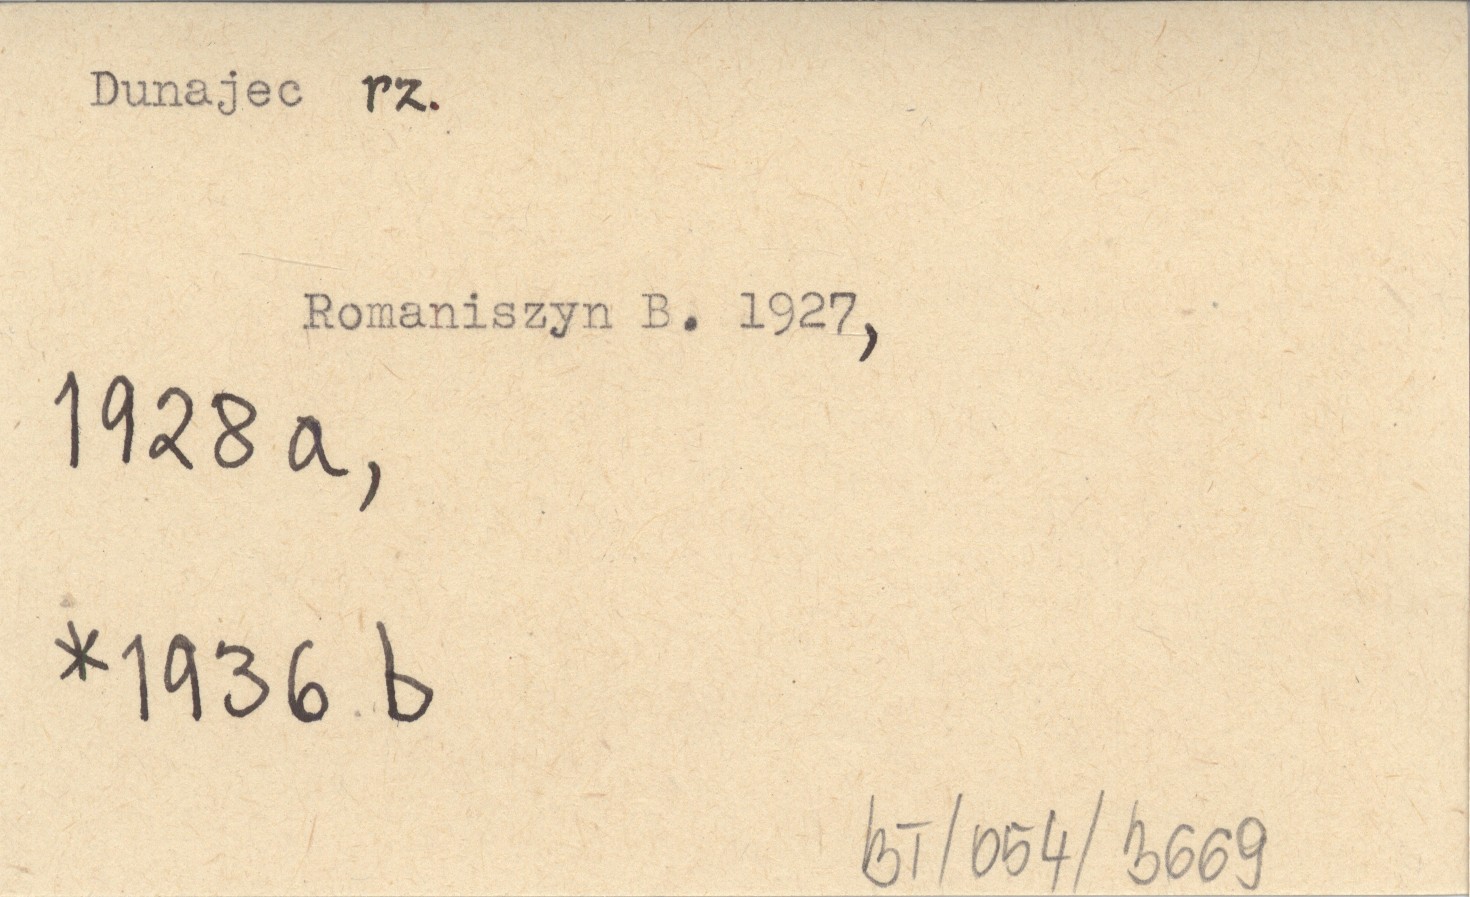 Dunajec rz.
Romaniszyn B. 1927,
1928 a,
*1936 b
BT/054/3669